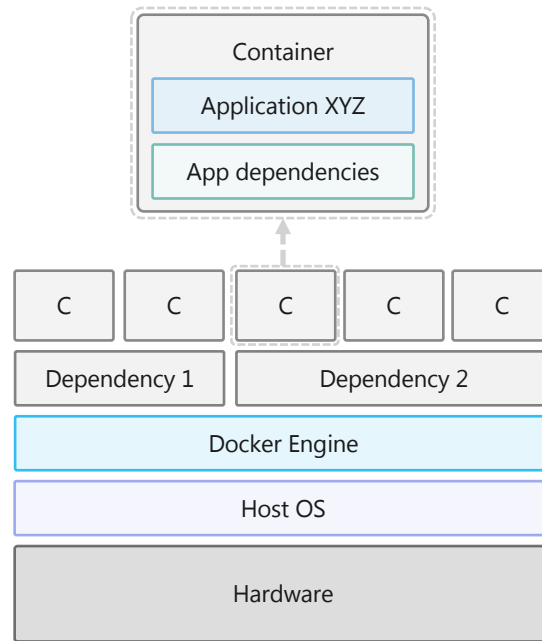 Container
Application XYZ
App dependencies
C C C C C
Dependency 1 Dependency 2
Docker Engine
Host OS
Hardware